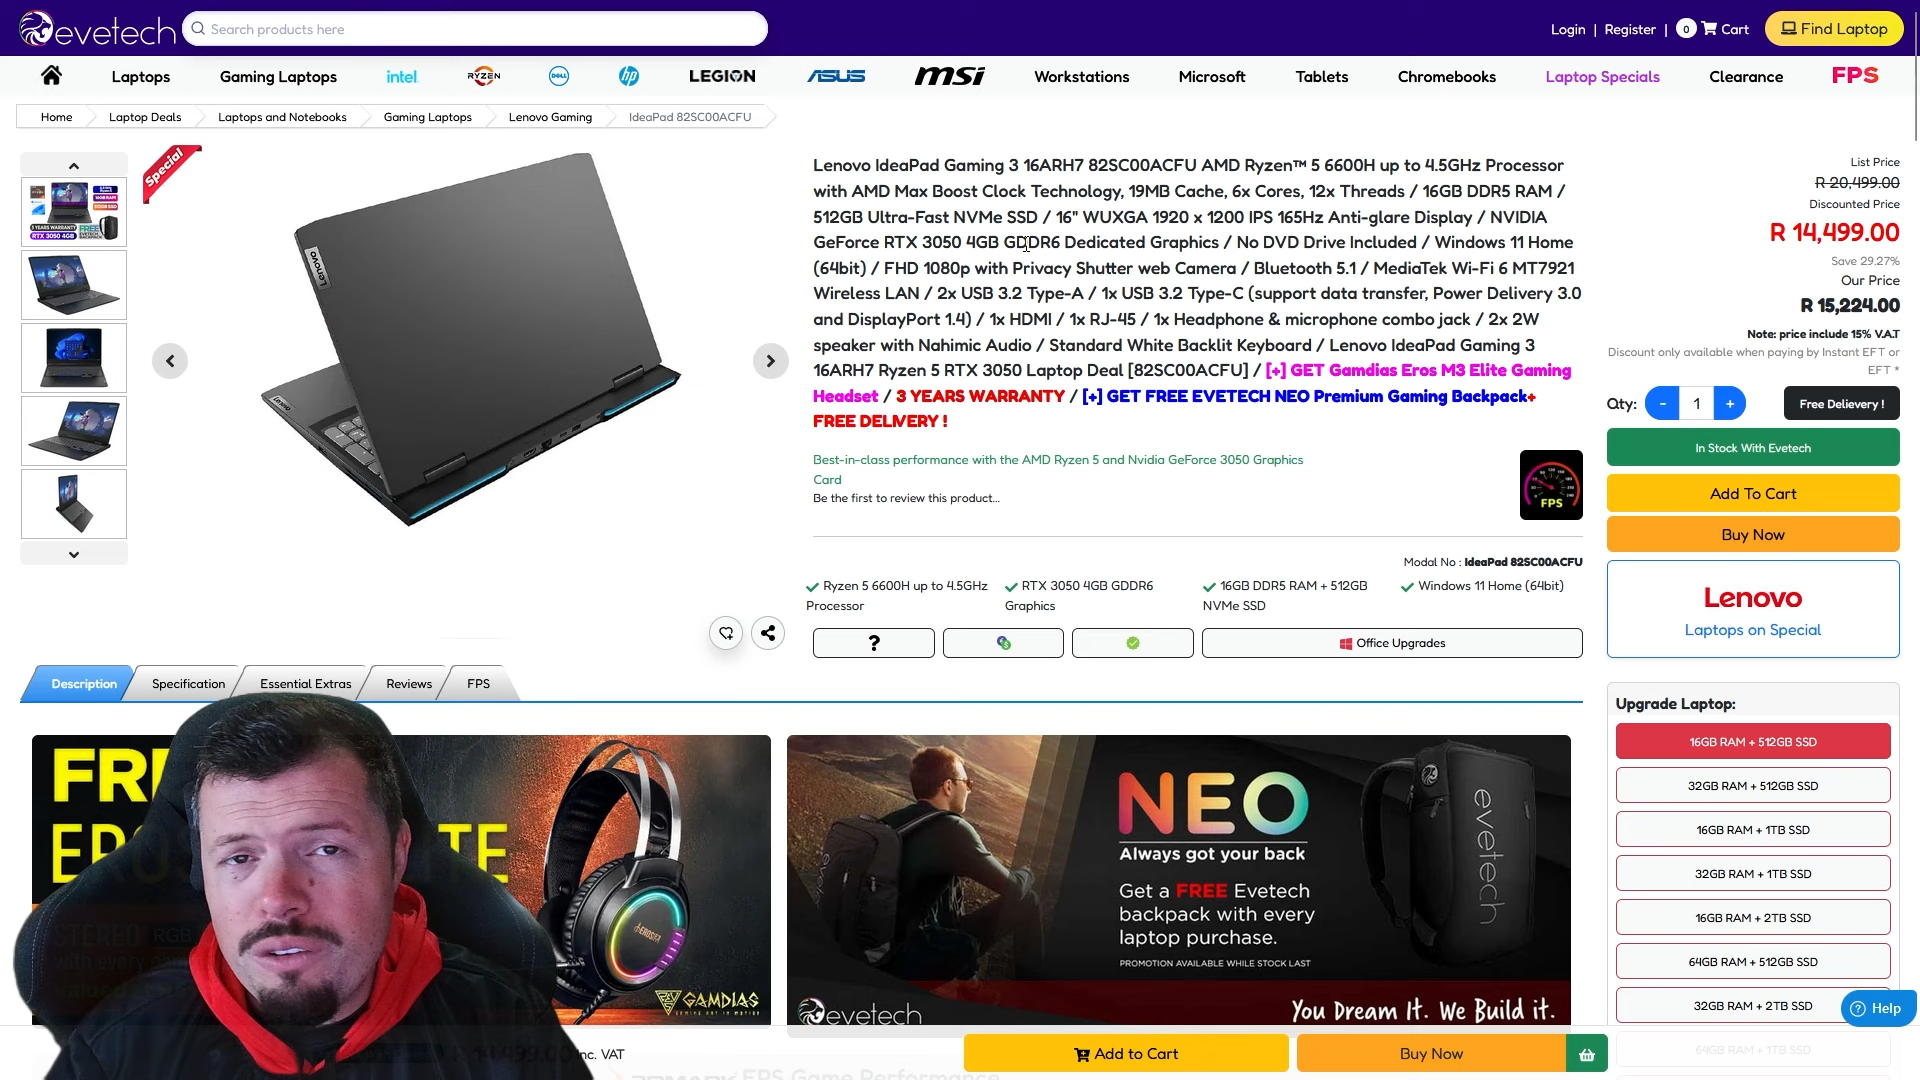 evetech
Search products here
Login | Register | 0 Cart
Find Laptop
Laptops
Gaming Laptops
intel
RYZEN
DELL
hp
LEGION
ASUS
msi
Workstations
Microsoft
Tablets
Chromebooks
Laptop Specials
Clearance
FPS
Home
Laptop Deals
Laptops and Notebooks
Gaming Laptops
Lenovo Gaming
IdeaPad 82SC00ACFU
Special
Lenovo
Lenovo IdeaPad Gaming 3 16ARH7 82SC00ACFU AMD Ryzen™ 5 6600H up to 4.5GHz Processor
with AMD Max Boost Clock Technology, 19MB Cache, 6x Cores, 12x Threads / 16GB DDR5 RAM /
512GB Ultra-Fast NVMe SSD / 16" WUXGA 1920 x 1200 IPS 165Hz Anti-glare Display / NVIDIA
GeForce RTX 3050 4GB GDDR6 Dedicated Graphics / No DVD Drive Included / Windows 11 Home
(64bit) / FHD 1080p with Privacy Shutter web Camera / Bluetooth 5.1 / MediaTek Wi-Fi 6 MT7921
Wireless LAN / 2x USB 3.2 Type-A / 1x USB 3.2 Type-C (support data transfer, Power Delivery 3.0
and DisplayPort 1.4) / 1x HDMI / 1x RJ-45 / 1x Headphone & microphone combo jack / 2x 2W
speaker with Nahimic Audio / Standard White Backlit Keyboard / Lenovo IdeaPad Gaming 3
16ARH7 Ryzen 5 RTX 3050 Laptop Deal [82SC00ACFU] / [+] GET Gamdias Eros M3 Elite Gaming
Headset / 3 YEARS WARRANTY / [+] GET FREE EVETECH NEO Premium Gaming Backpack+
FREE DELIVERY !
Best-in-class performance with the AMD Ryzen 5 and Nvidia GeForce 3050 Graphics
Card
Be the first to review this product...
FPS
Modal No : IdeaPad 82SC00ACFU
Ryzen 5 6600H up to 4.5GHz
Processor
RTX 3050 4GB GDDR6
Graphics
16GB DDR5 RAM + 512GB
NVMe SSD
Windows 11 Home (64bit)
?
Office Upgrades
List Price
R 20,499.00
Discounted Price
R 14,499.00
Save 29.27%
Our Price
R 15,224.00
Note: price include 15% V.A.T
Discount only available when paying by Instant EFT or
EFT *
Qty: - 1 +
Free Delievery !
In Stock With Evetech
Add To Cart
Buy Now
Lenovo
Laptops on Special
Upgrade Laptop:
16GB RAM + 512GB SSD
32GB RAM + 512GB SSD
16GB RAM + 1TB SSD
32GB RAM + 1TB SSD
16GB RAM + 2TB SSD
64GB RAM + 512GB SSD
32GB RAM + 2TB SSD
64GB RAM + 1TB SSD
Help
Description
Specification
Essential Extras
Reviews
FPS
STEREO RGB
GAMDIAS
NEO
Always got your back
Get a FREE Evetech
backpack with every
laptop purchase.
PROMOTION AVAILABLE WHILE STOCK LAST
evetech
evetech
You Dream It. We Build it.
14,499.00 Inc. VAT
Add to Cart
Buy Now
FPS Game Performance